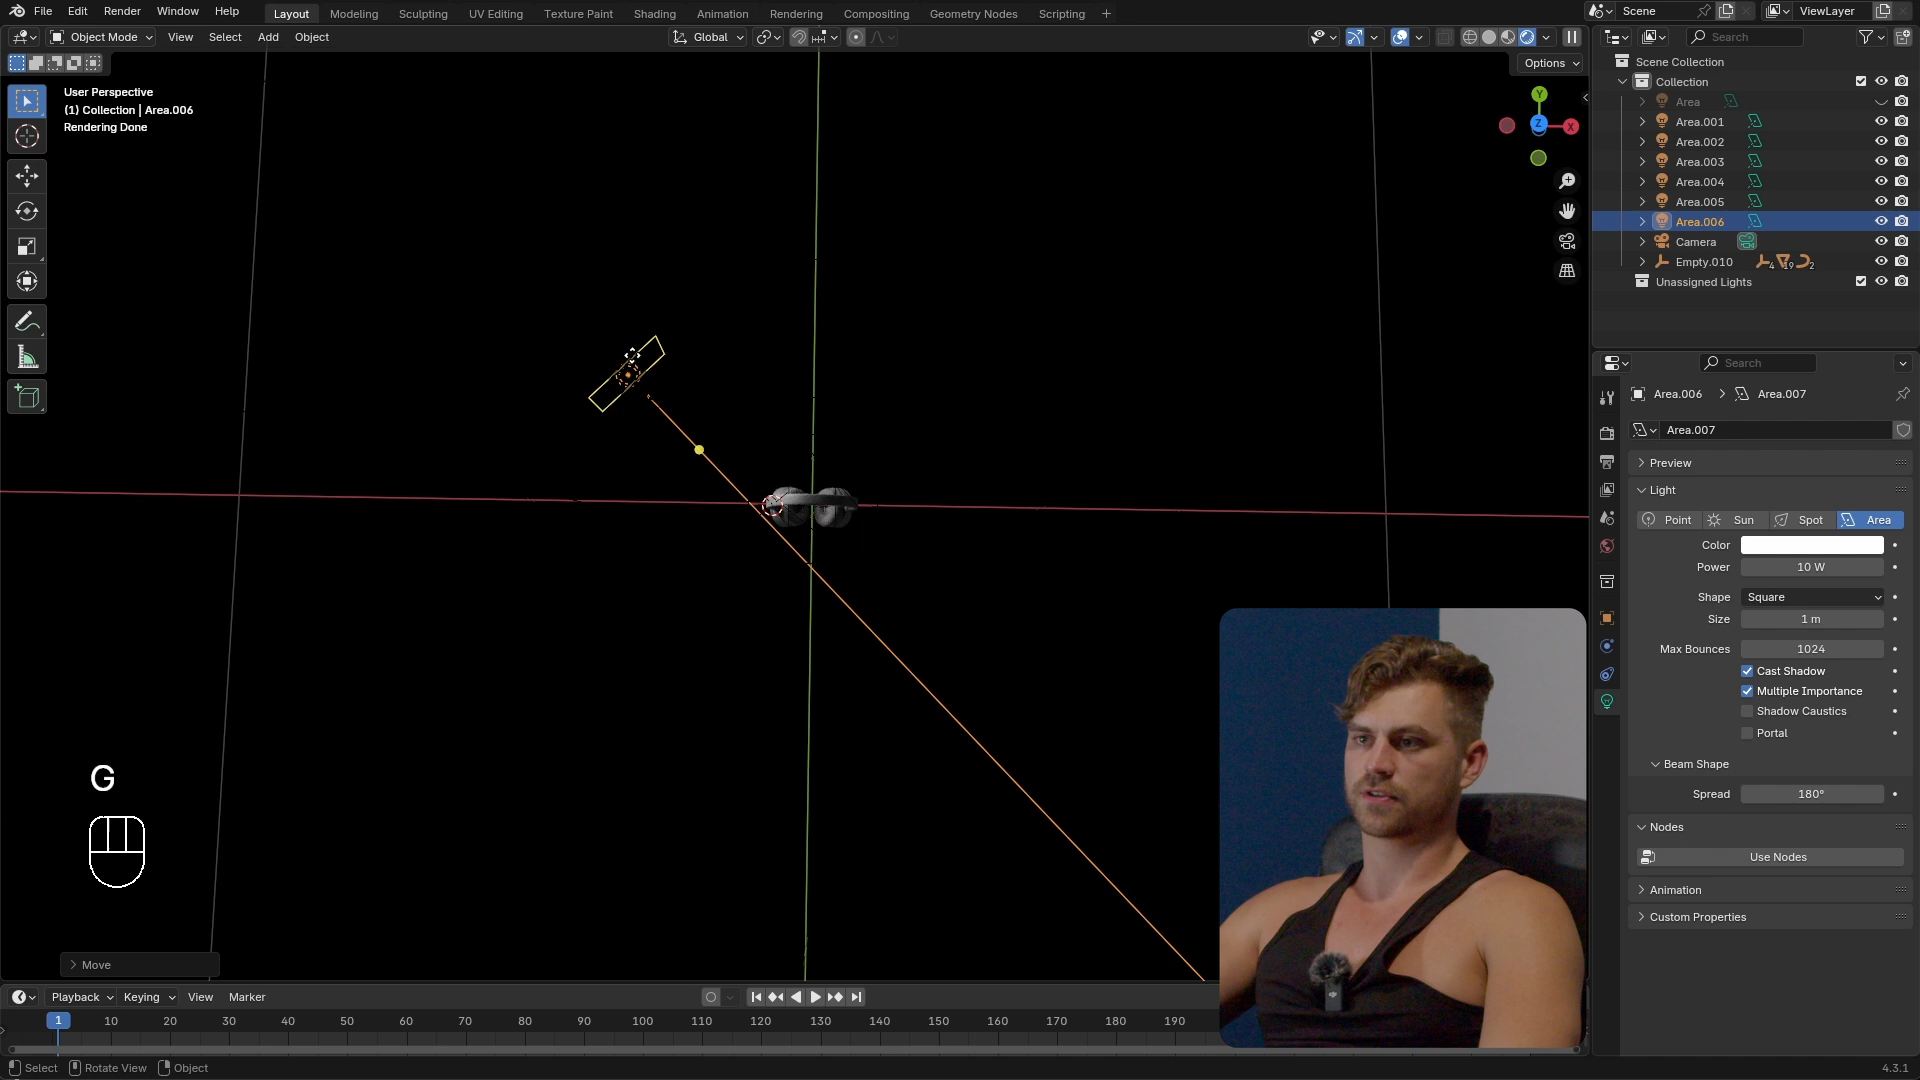 File Edit Render Window Help Layout Modeling Sculpting UV Editing Texture Paint Shading Animation Rendering Compositing Geometry Nodes Scripting + Scene ViewLayer
Object Mode View Select Add Object Global Search
Options
User Perspective
(1) Collection | Area.006
Rendering Done
Y
Z
X
Scene Collection
Collection
Area
Area.001
Area.002
Area.003
Area.004
Area.005
Area.006
Camera
Empty.010 4 19 2
Unassigned Lights
Search
Area.006 > Area.007
Area.007
Preview
Light
Point Sun Spot Area
Color
Power 10 W
Shape Square
Size 1 m
Max Bounces 1024
Cast Shadow
Multiple Importance
Shadow Caustics
Portal
Beam Shape
Spread 180°
Nodes
Use Nodes
Animation
Custom Properties
G
Move
Playback Keying View Marker
1 10 20 30 40 50 60 70 80 90 100 110 120 130 140 150 160 170 180 190
Select Rotate View Object 4.3.1